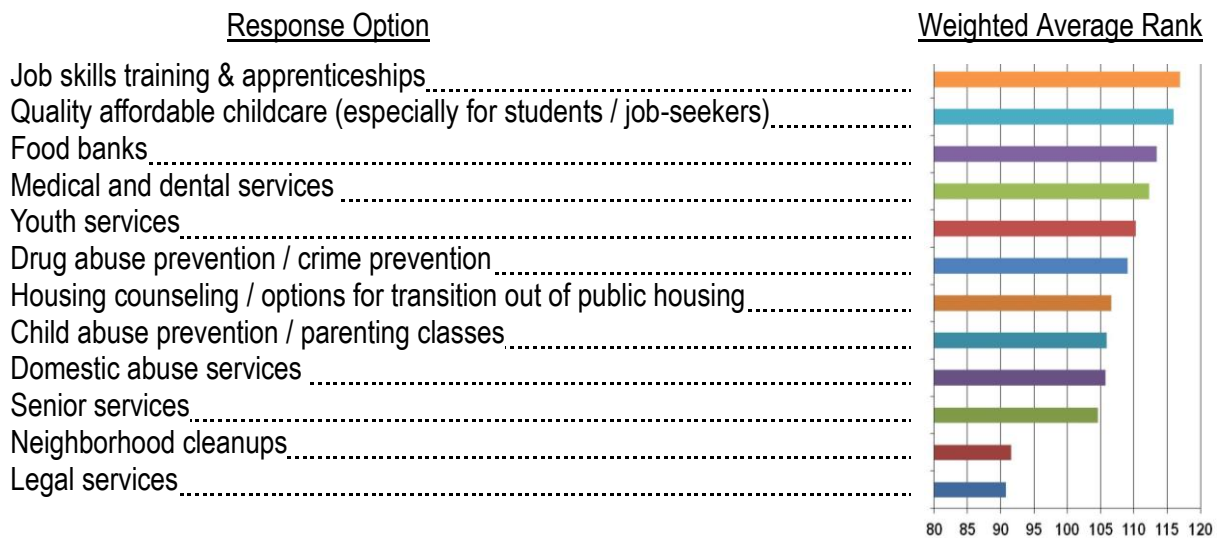 Response Option Weighted Average Rank
Job skills training & apprenticeships
Quality affordable childcare (especially for students / job-seekers)
Food banks
Medical and dental services
Youth services
Drug abuse prevention / crime prevention
Housing counseling / options for transition out of public housing
Child abuse prevention / parenting classes
Domestic abuse services
Senior services
Neighborhood cleanups
Legal services
80 85 90 95 100 105 110 115 120